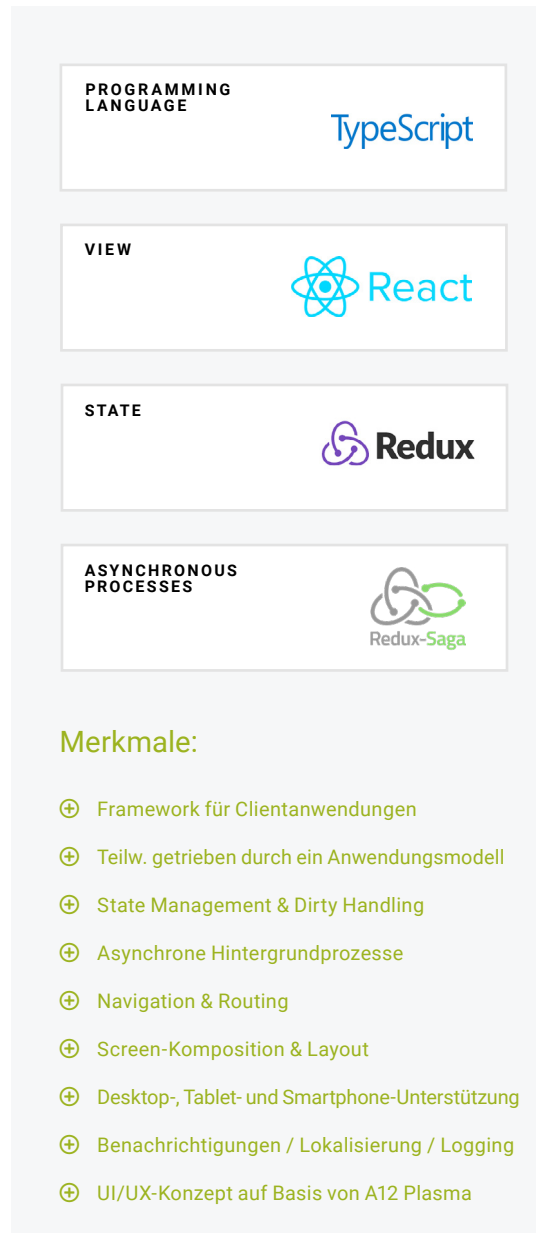 PROGRAMMING
LANGUAGE
TypeScript
VIEW
React
STATE
Redux
ASYNCHRONOUS
PROCESSES
Redux-Saga
Merkmale:
Framework für Clientanwendungen
Teilw. getrieben durch ein Anwendungsmodell
State Management & Dirty Handling
Asynchrone Hintergrundprozesse
Navigation & Routing
Screen-Komposition & Layout
Desktop-, Tablet- und Smartphone-Unterstützung
Benachrichtigungen / Lokalisierung / Logging
UI/UX-Konzept auf Basis von A12 Plasma